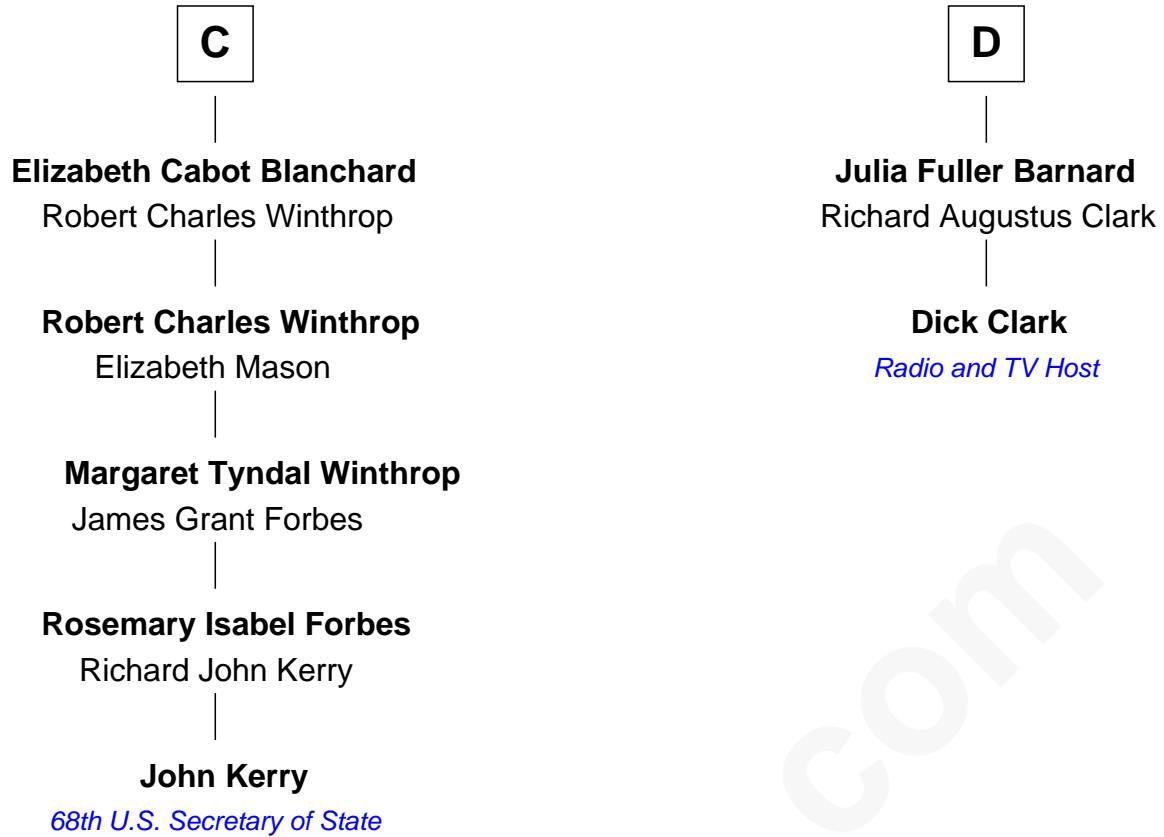 C
Elizabeth Cabot Blanchard
Robert Charles Winthrop
Robert Charles Winthrop
Elizabeth Mason
Margaret Tyndal Winthrop
James Grant Forbes
Rosemary Isabel Forbes
Richard John Kerry
John Kerry
68th U.S. Secretary of State
D
Julia Fuller Barnard
Richard Augustus Clark
Dick Clark
Radio and TV Host
com